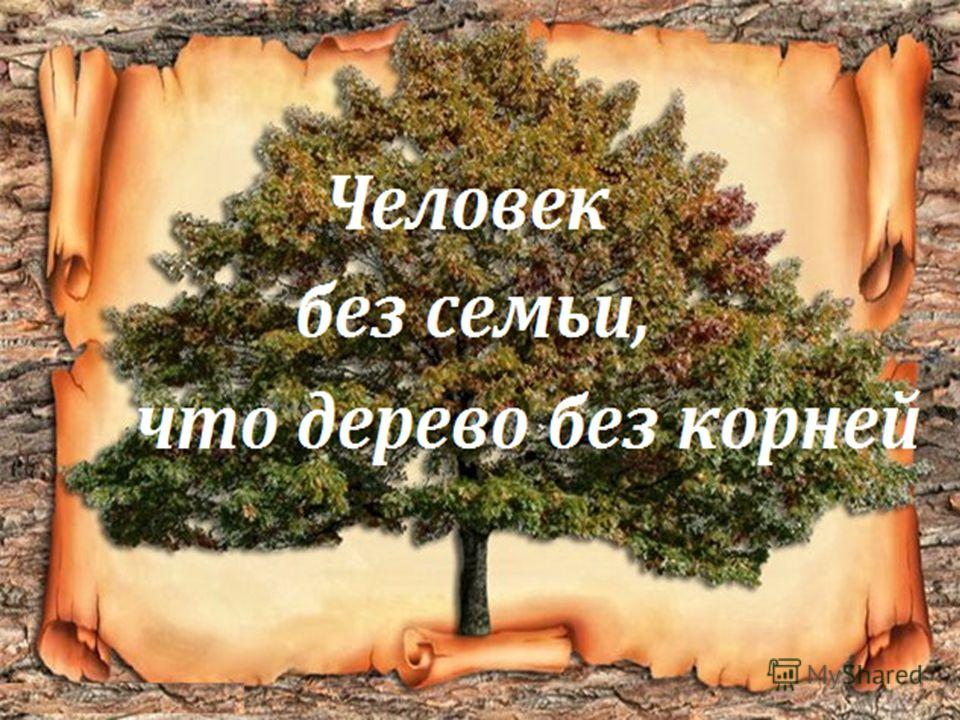 Человек
без семьи,
что дерево без корней
MyShared